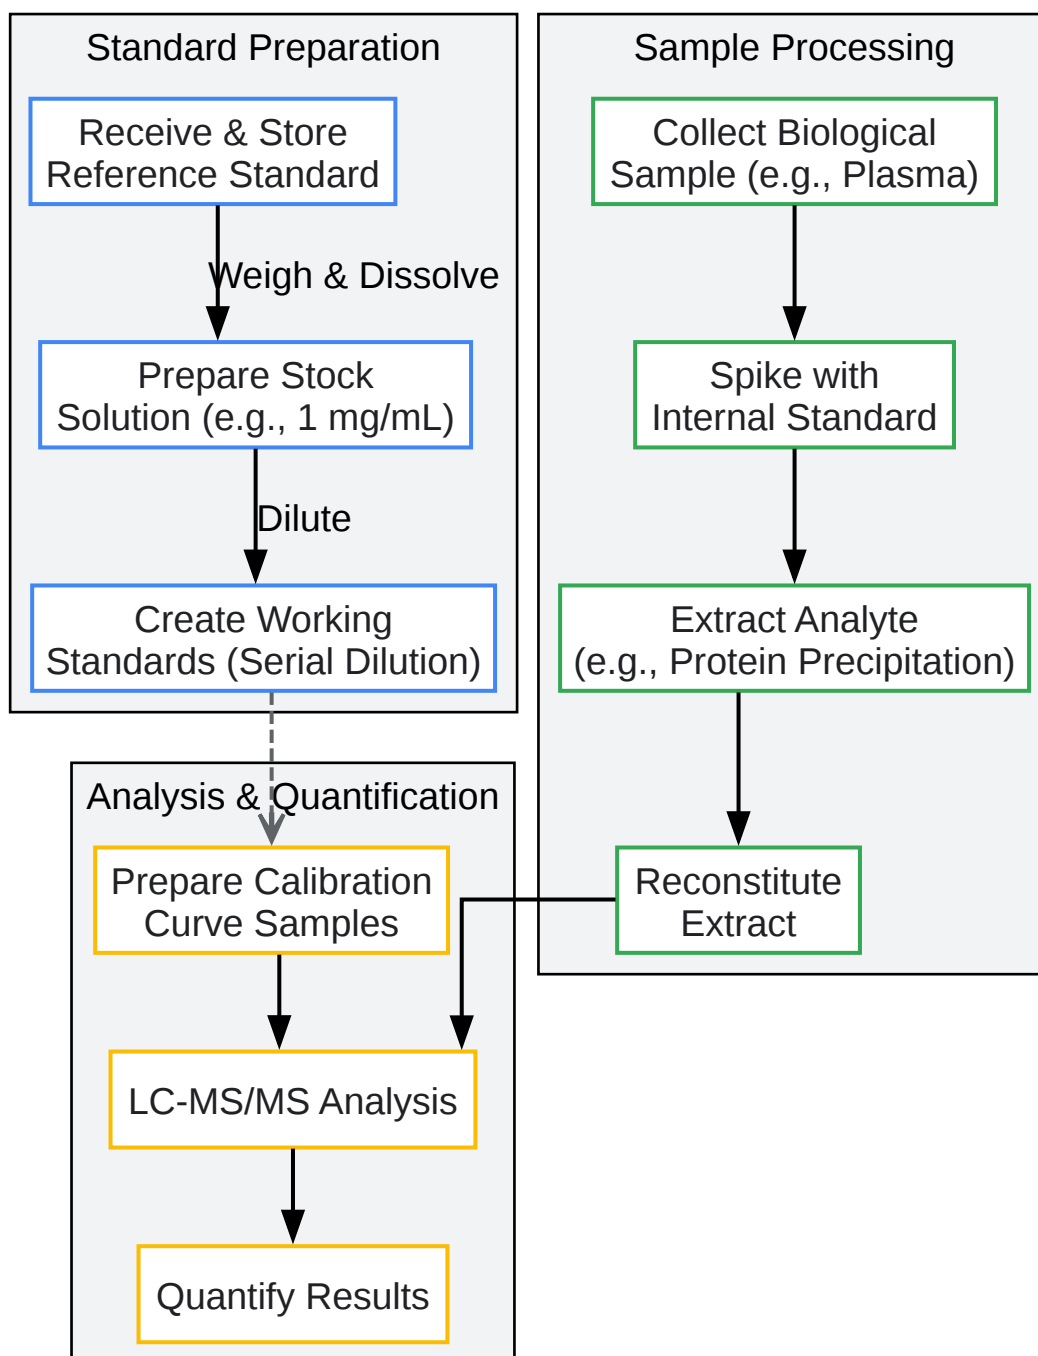 Standard Preparation
Receive & Store
Reference Standard
Weigh & Dissolve
Prepare Stock
Solution (e.g., 1 mg/mL)
Dilute
Create Working
Standards (Serial Dilution)
Sample Processing
Collect Biological
Sample (e.g., Plasma)
Spike with
Internal Standard
Extract Analyte
(e.g., Protein Precipitation)
Reconstitute
Extract
Analysis & Quantification
Prepare Calibration
Curve Samples
LC-MS/MS Analysis
Quantify Results